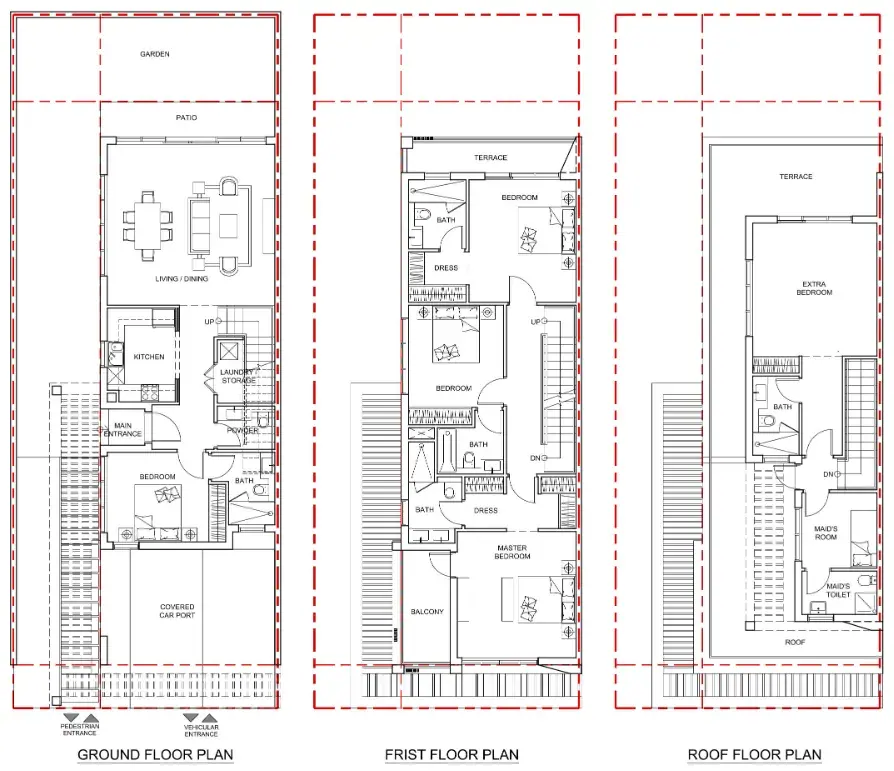 GARDEN
PATIO
LIVING / DINING
UP
KITCHEN
LAUNDRY
STORAGE
MAIN
ENTRANCE
POWDER
BEDROOM
BATH
COVERED
CAR PORT
PEDESTRIAN
ENTRANCE
VEHICULAR
ENTRANCE
GROUND FLOOR PLAN
TERRACE
BEDROOM
BATH
DRESS
UP
BEDROOM
BATH
DN
BATH
DRESS
MASTER
BEDROOM
BALCONY
FRIST FLOOR PLAN
TERRACE
EXTRA
BEDROOM
BATH
DN
MAID'S
ROOM
MAID'S
TOILET
ROOF
ROOF FLOOR PLAN